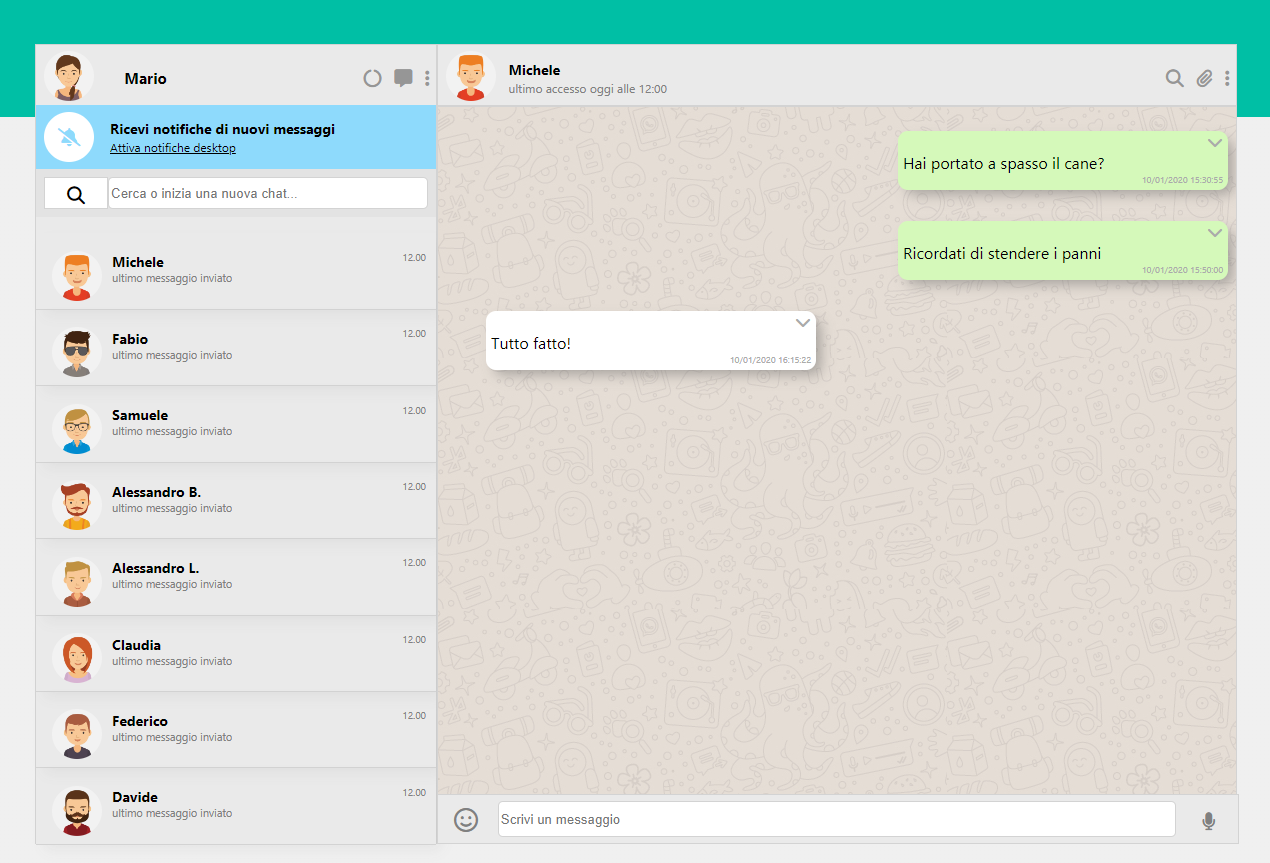 Mario
Ricevi notifiche di nuovi messaggi
Attiva notifiche desktop
Cerca o inizia una nuova chat...
Michele
12.00
ultimo messaggio inviato
Fabio
12.00
ultimo messaggio inviato
Samuele
12.00
ultimo messaggio inviato
Alessandro B.
12.00
ultimo messaggio inviato
Alessandro L.
12.00
ultimo messaggio inviato
Claudia
12.00
ultimo messaggio inviato
Federico
12.00
ultimo messaggio inviato
Davide
12.00
ultimo messaggio inviato
Michele
ultimo accesso oggi alle 12:00
Hai portato a spasso il cane?
10/01/2020 15:30:55
Ricordati di stendere i panni
10/01/2020 15:50:00
Tutto fatto!
10/01/2020 16:15:22
Scrivi un messaggio